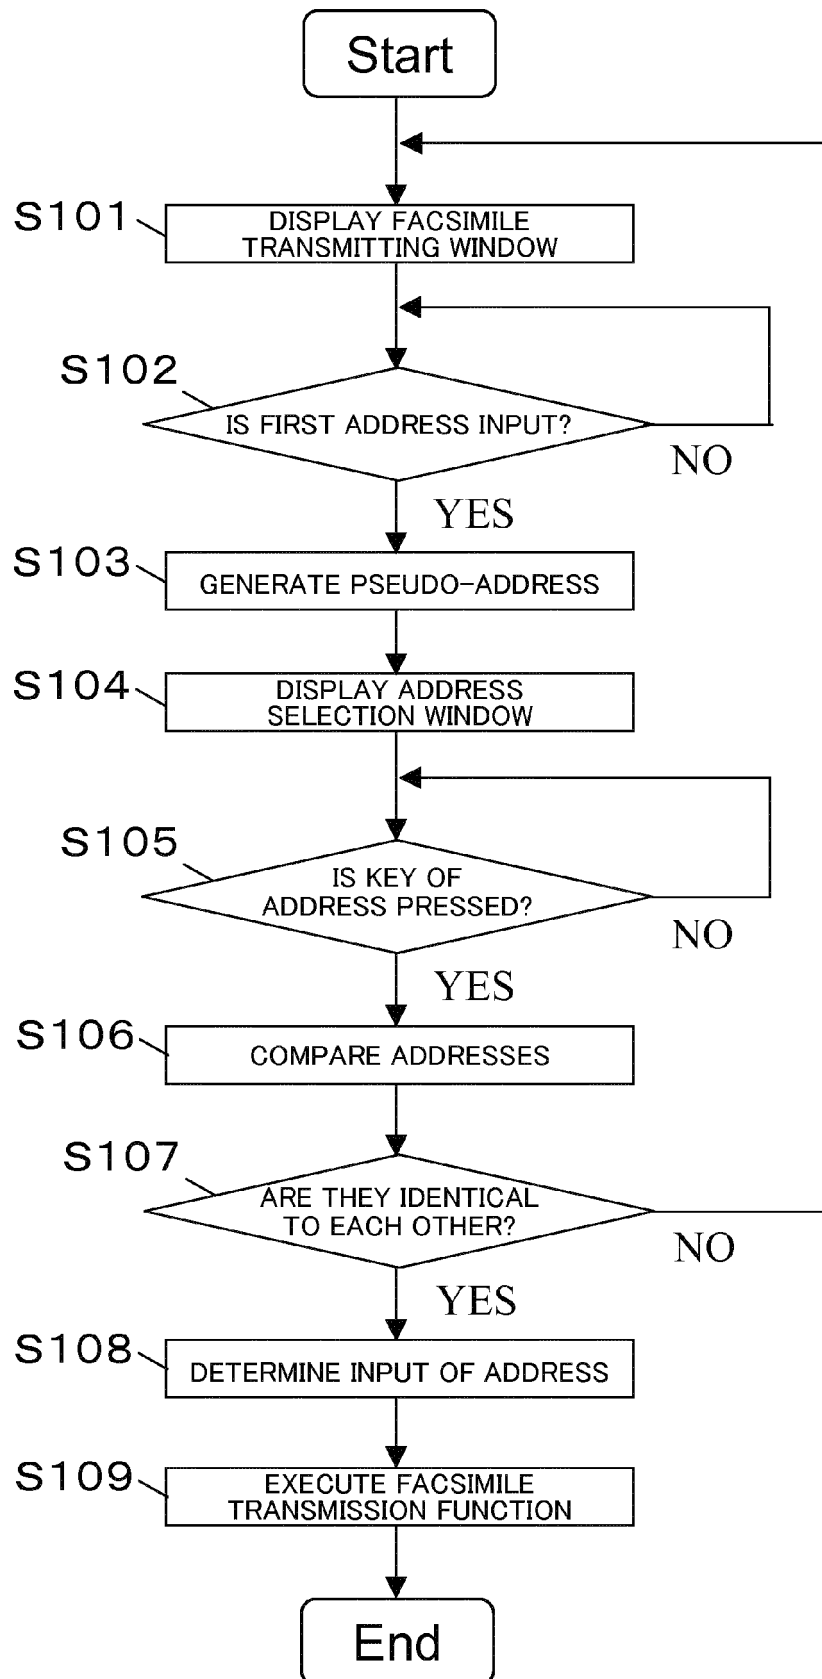 Start
S101
DISPLAY FACSIMILE
TRANSMITTING WINDOW
S102
IS FIRST ADDRESS INPUT?
NO
YES
S103
GENERATE PSEUDO-ADDRESS
S104
DISPLAY ADDRESS
SELECTION WINDOW
S105
IS KEY OF
ADDRESS PRESSED?
NO
YES
S106
COMPARE ADDRESSES
S107
ARE THEY IDENTICAL
TO EACH OTHER?
NO
YES
S108
DETERMINE INPUT OF ADDRESS
S109
EXECUTE FACSIMILE
TRANSMISSION FUNCTION
End